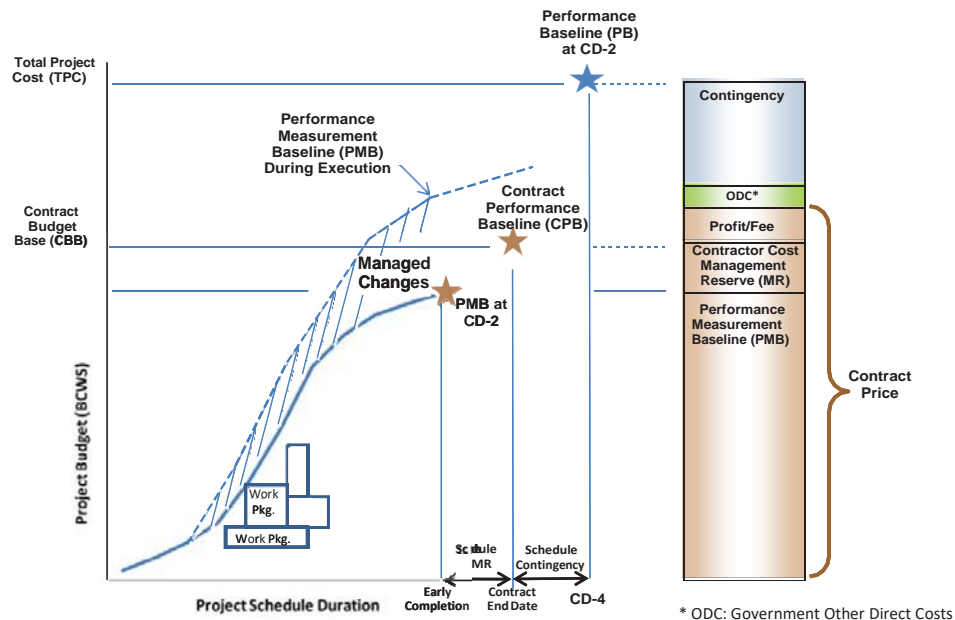 Performance
Baseline (PB)
at CD-2
Total Project
Cost (TPC)
Contingency
Performance
Measurement
Baseline (PMB)
During Execution
ODC*
Contract
Budget
Base (CBB)
Contract
Performance
Baseline (CPB)
Profit/Fee
Contractor Cost
Management
Reserve (MR)
Managed
Changes
PMB at
CD-2
Performance
Measurement
Baseline (PMB)
Contract
Price
Project Budget (BCWS)
Work
Pkg.
Work Pkg.
Schedule
MR
Schedule
Contingency
Early
Completion
Contract
End Date
CD-4
Project Schedule Duration
* ODC: Government Other Direct Costs